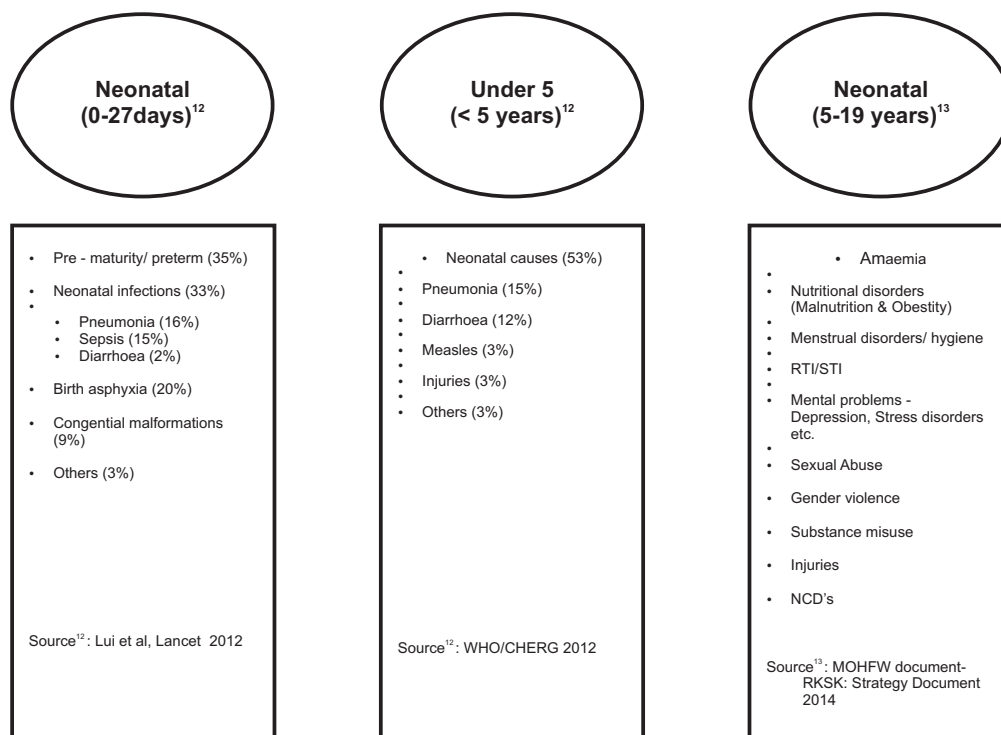 Neonatal
(0-27days)12
• Pre - maturity/ preterm (35%)
• Neonatal infections (33%)
•
• Pneumonia (16%)
• Sepsis (15%)
• Diarrhoea (2%)
• Birth asphyxia (20%)
• Congential malformations
(9%)
• Others (3%)
Source12: Lui et al, Lancet 2012
Under 5
(< 5 years)12
• Neonatal causes (53%)
•
• Pneumonia (15%)
•
• Diarrhoea (12%)
•
• Measles (3%)
•
• Injuries (3%)
•
• Others (3%)
Source12: WHO/CHERG 2012
Neonatal
(5-19 years)13
• Amaemia
•
• Nutritional disorders
(Malnutrition & Obestity)
•
• Menstrual disorders/ hygiene
•
• RTI/STI
•
• Mental problems -
Depression, Stress disorders
etc.
•
• Sexual Abuse
• Gender violence
• Substance misuse
• Injuries
• NCD's
Source13: MOHFW document-
RKSK: Strategy Document
2014